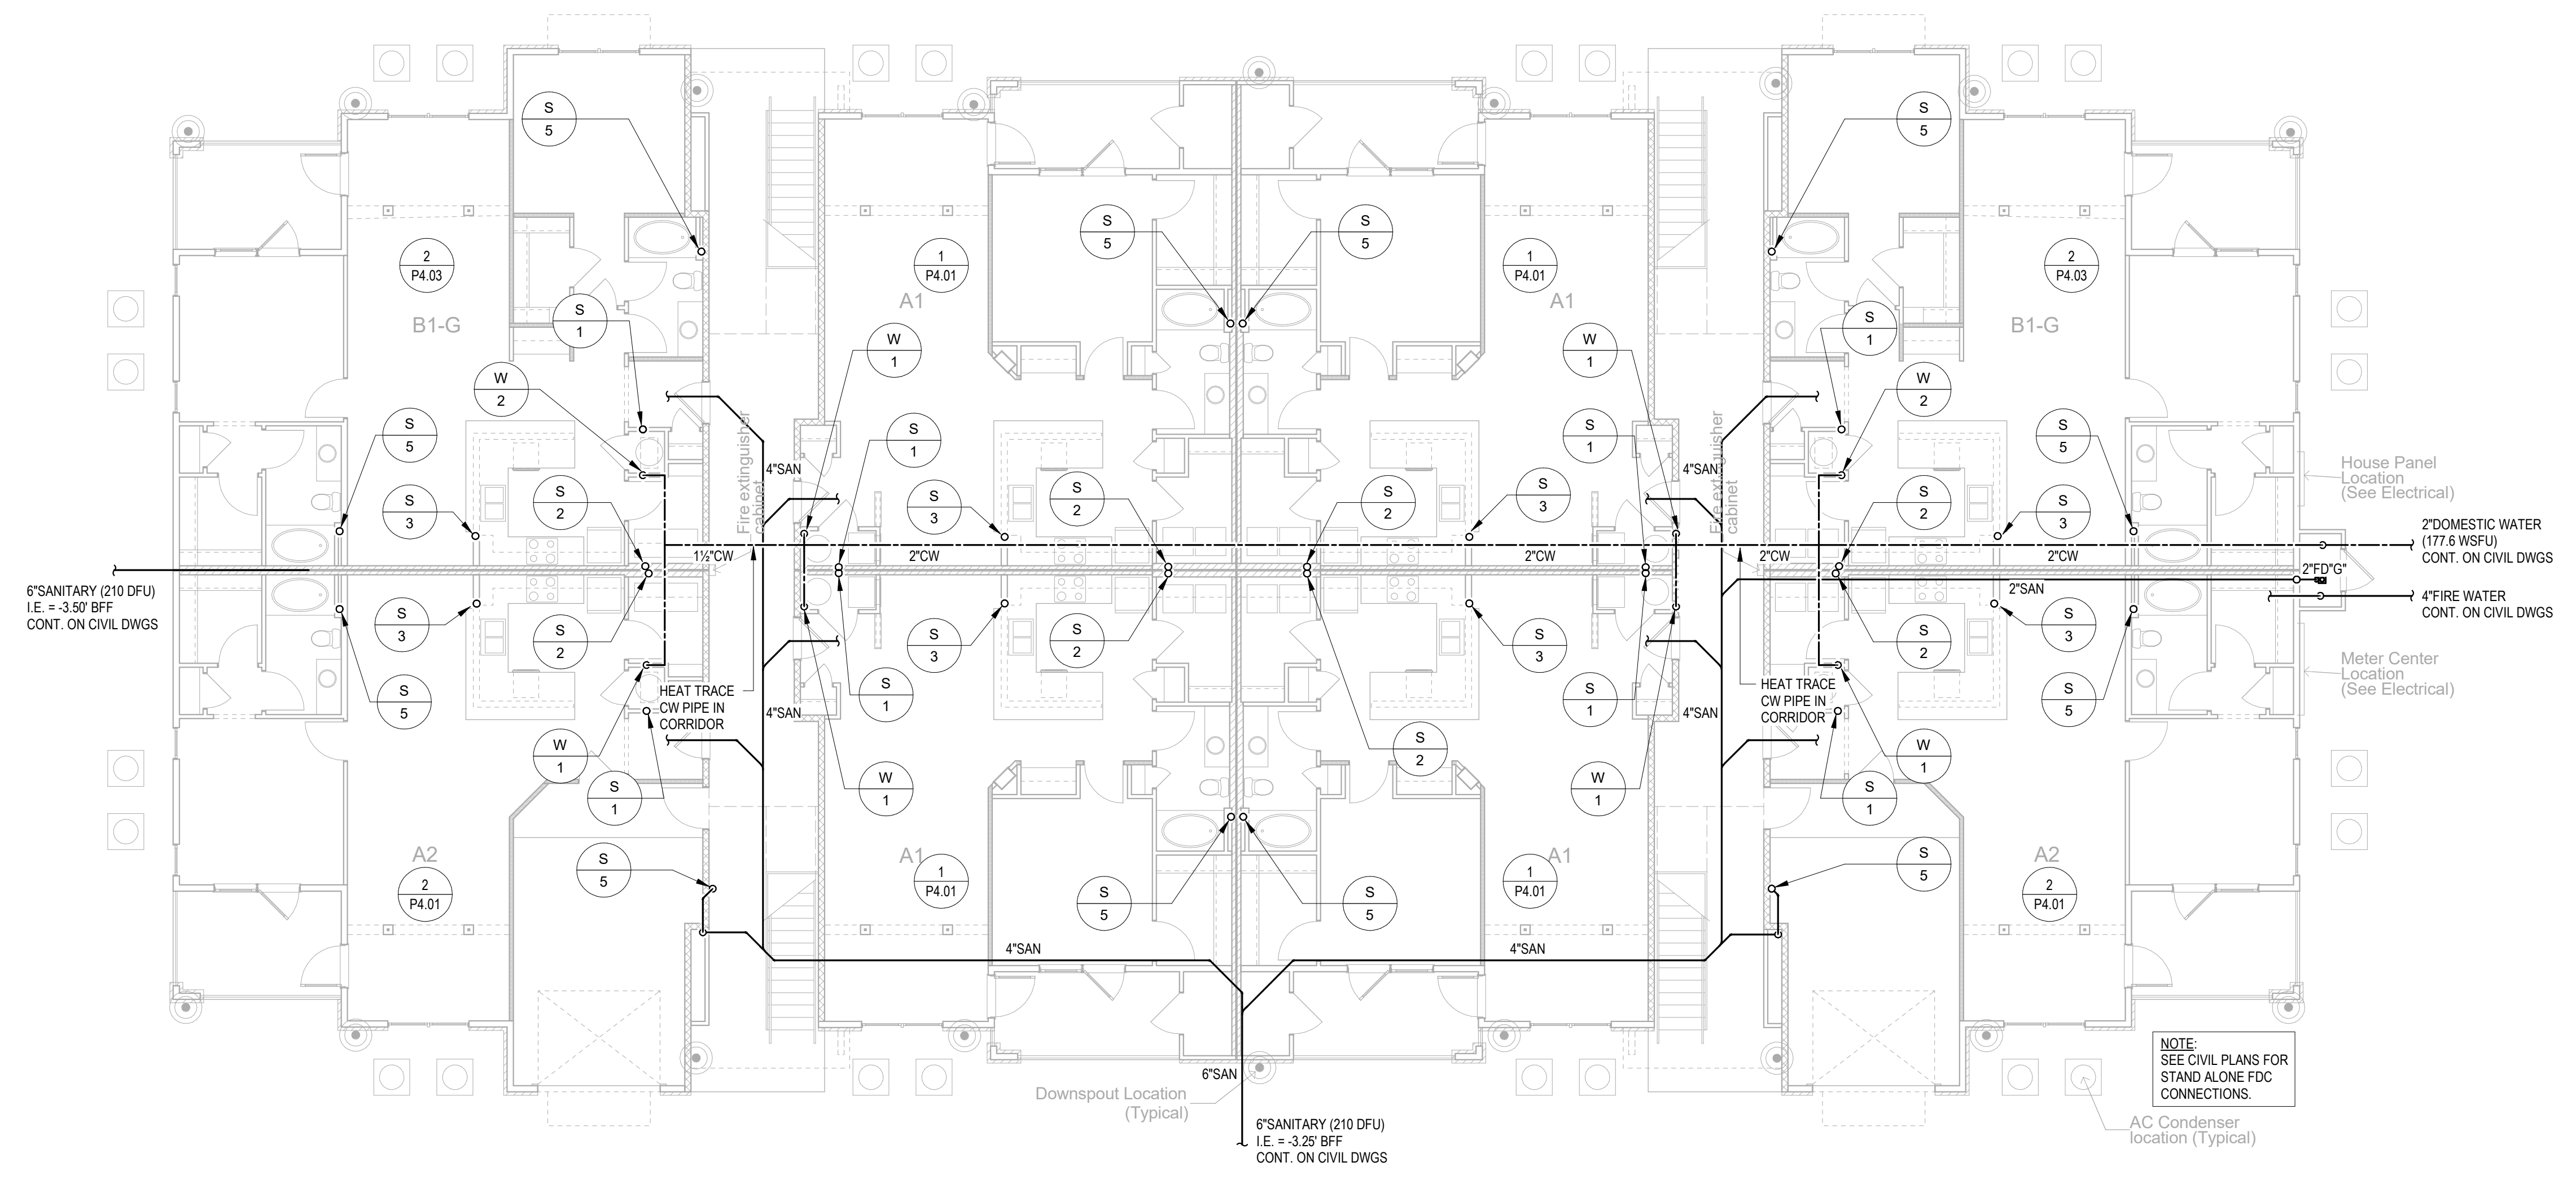 S
5
S
5
S
5
S
5
2
P4.03
1
P4.01
1
P4.01
2
P4.03
A1
A1
B1-G
B1-G
S
1
S
1
W
1
W
1
W
2
W
2
S
5
S
1
S
1
S
5
Fire extinguisher
cabinet
Fire extinguisher
cabinet
4"SAN
4"SAN
House Panel
Location
(See Electrical)
S
3
S
2
S
3
S
2
S
2
S
3
S
2
S
3
2"DOMESTIC WATER
(177.6 WSFU)
CONT. ON CIVIL DWGS
1½"CW
2"CW
2"CW
2"CW
2"CW
2"FD"G"
2"SAN
6"SANITARY (210 DFU)
I.E. = -3.50' BFF
CONT. ON CIVIL DWGS
4"FIRE WATER
CONT. ON CIVIL DWGS
S
3
S
2
S
3
S
2
S
3
S
2
S
3
Meter Center
Location
(See Electrical)
S
5
HEAT TRACE
CW PIPE IN
CORRIDOR
S
1
S
1
HEAT TRACE
CW PIPE IN
CORRIDOR
S
5
4"SAN
4"SAN
W
1
S
2
W
1
S
1
W
1
W
1
S
1
A2
A1
A1
A2
S
5
S
5
2
P4.01
1
P4.01
1
P4.01
2
P4.01
S
5
S
5
4"SAN
4"SAN
NOTE:
SEE CIVIL PLANS FOR
STAND ALONE FDC
CONNECTIONS.
6"SAN
Downspout Location
(Typical)
6"SANITARY (210 DFU)
I.E. = -3.25' BFF
CONT. ON CIVIL DWGS
AC Condenser
location (Typical)